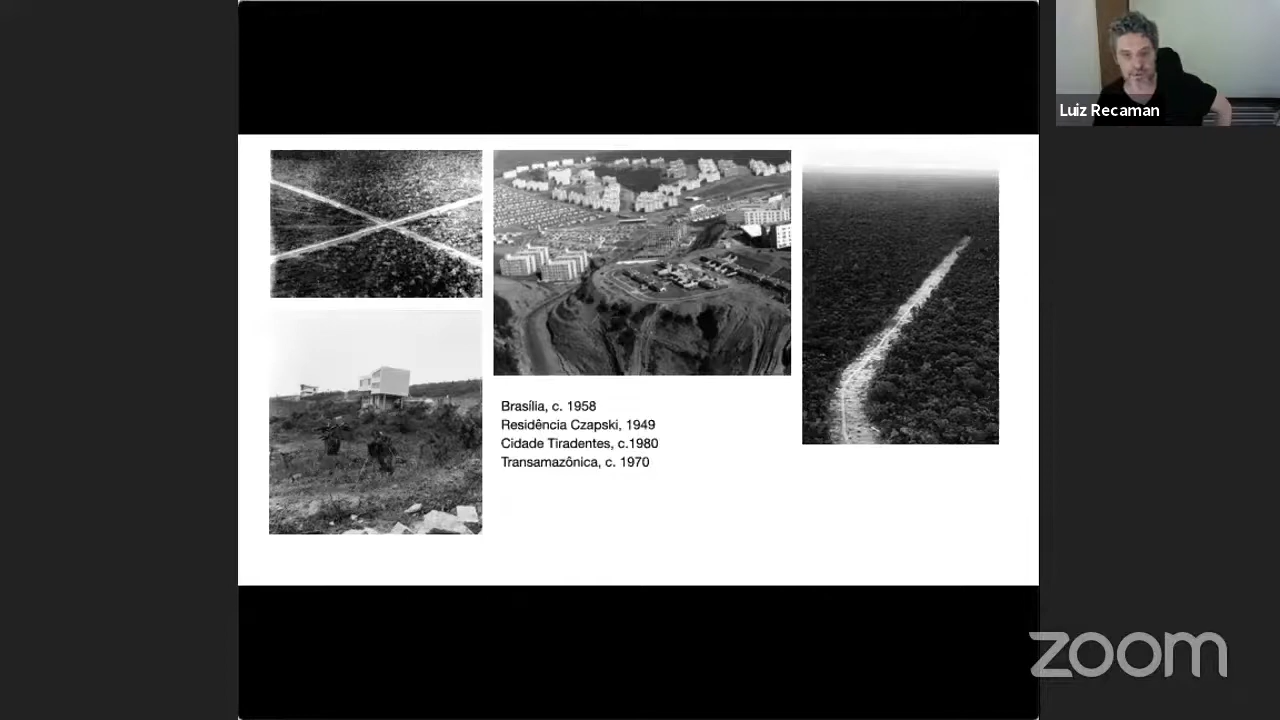 Luiz Recaman
Brasília, c. 1958
Residência Czapski, 1949
Cidade Tiradentes, c.1980
Transamazônica, c. 1970
zoom